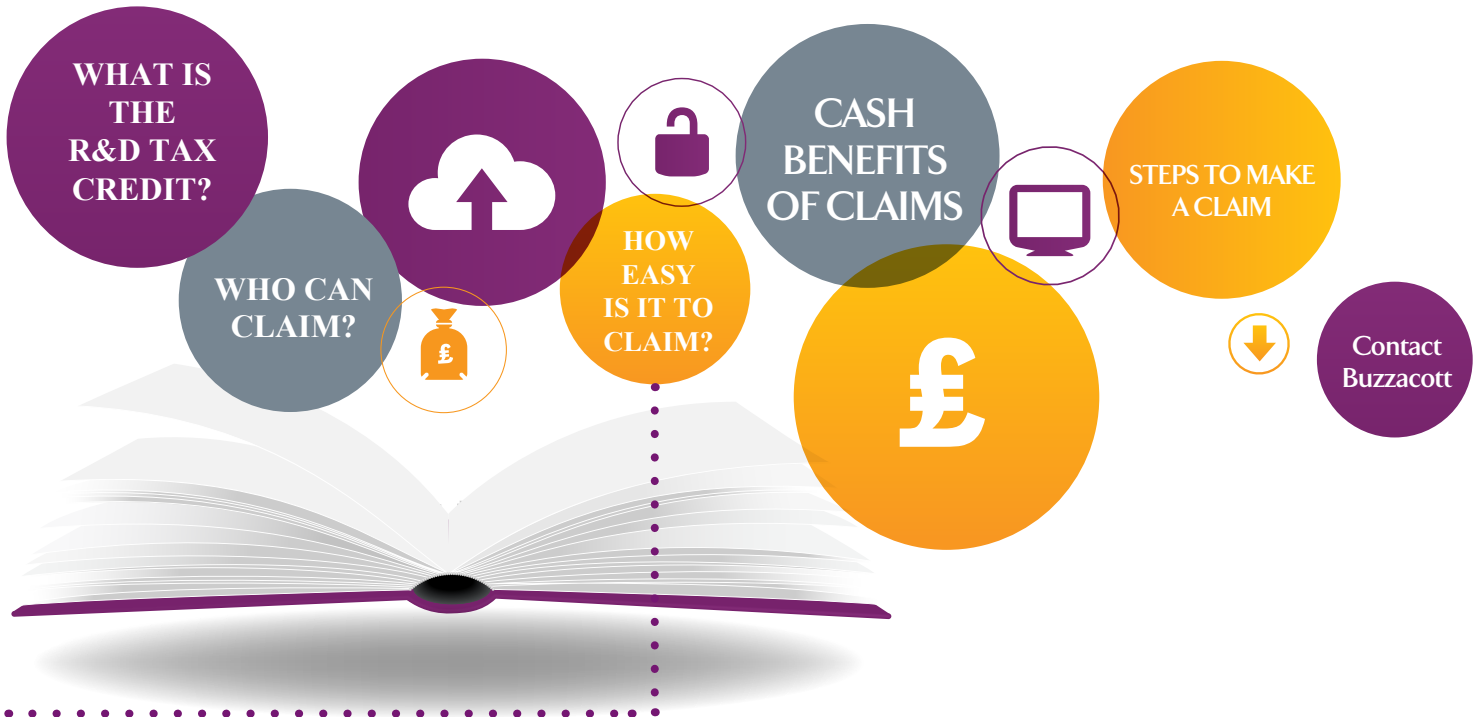 WHAT IS
THE
R&D TAX
CREDIT?
WHO CAN
CLAIM?
£
HOW
EASY
IS IT TO
CLAIM?
CASH
BENEFITS
OF CLAIMS
£
STEPS TO MAKE
A CLAIM
Contact
Buzzacott